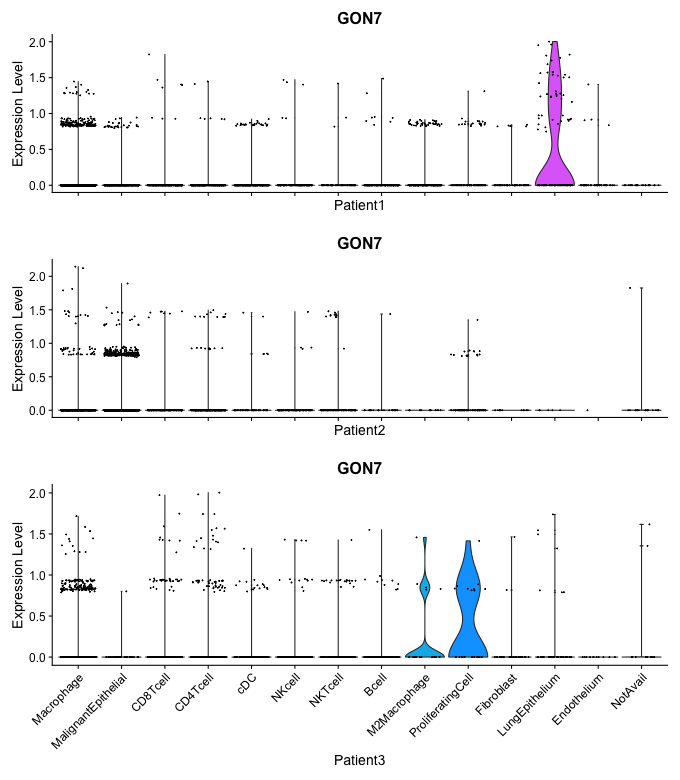 GON7
Expression Level
2.0
1.5
1.0
0.5
0.0
Patient1
GON7
Expression Level
2.0
1.5
1.0
0.5
0.0
Patient2
GON7
Expression Level
2.0
1.5
1.0
0.5
0.0
Macrophage
MalignantEpithelial
CD8Tcell
CD4Tcell
cDC
NKcell
NKTcell
Bcell
M2Macrophage
ProliferatingCell
Fibroblast
LungEpithelium
Endothelium
NotAvail
Patient3